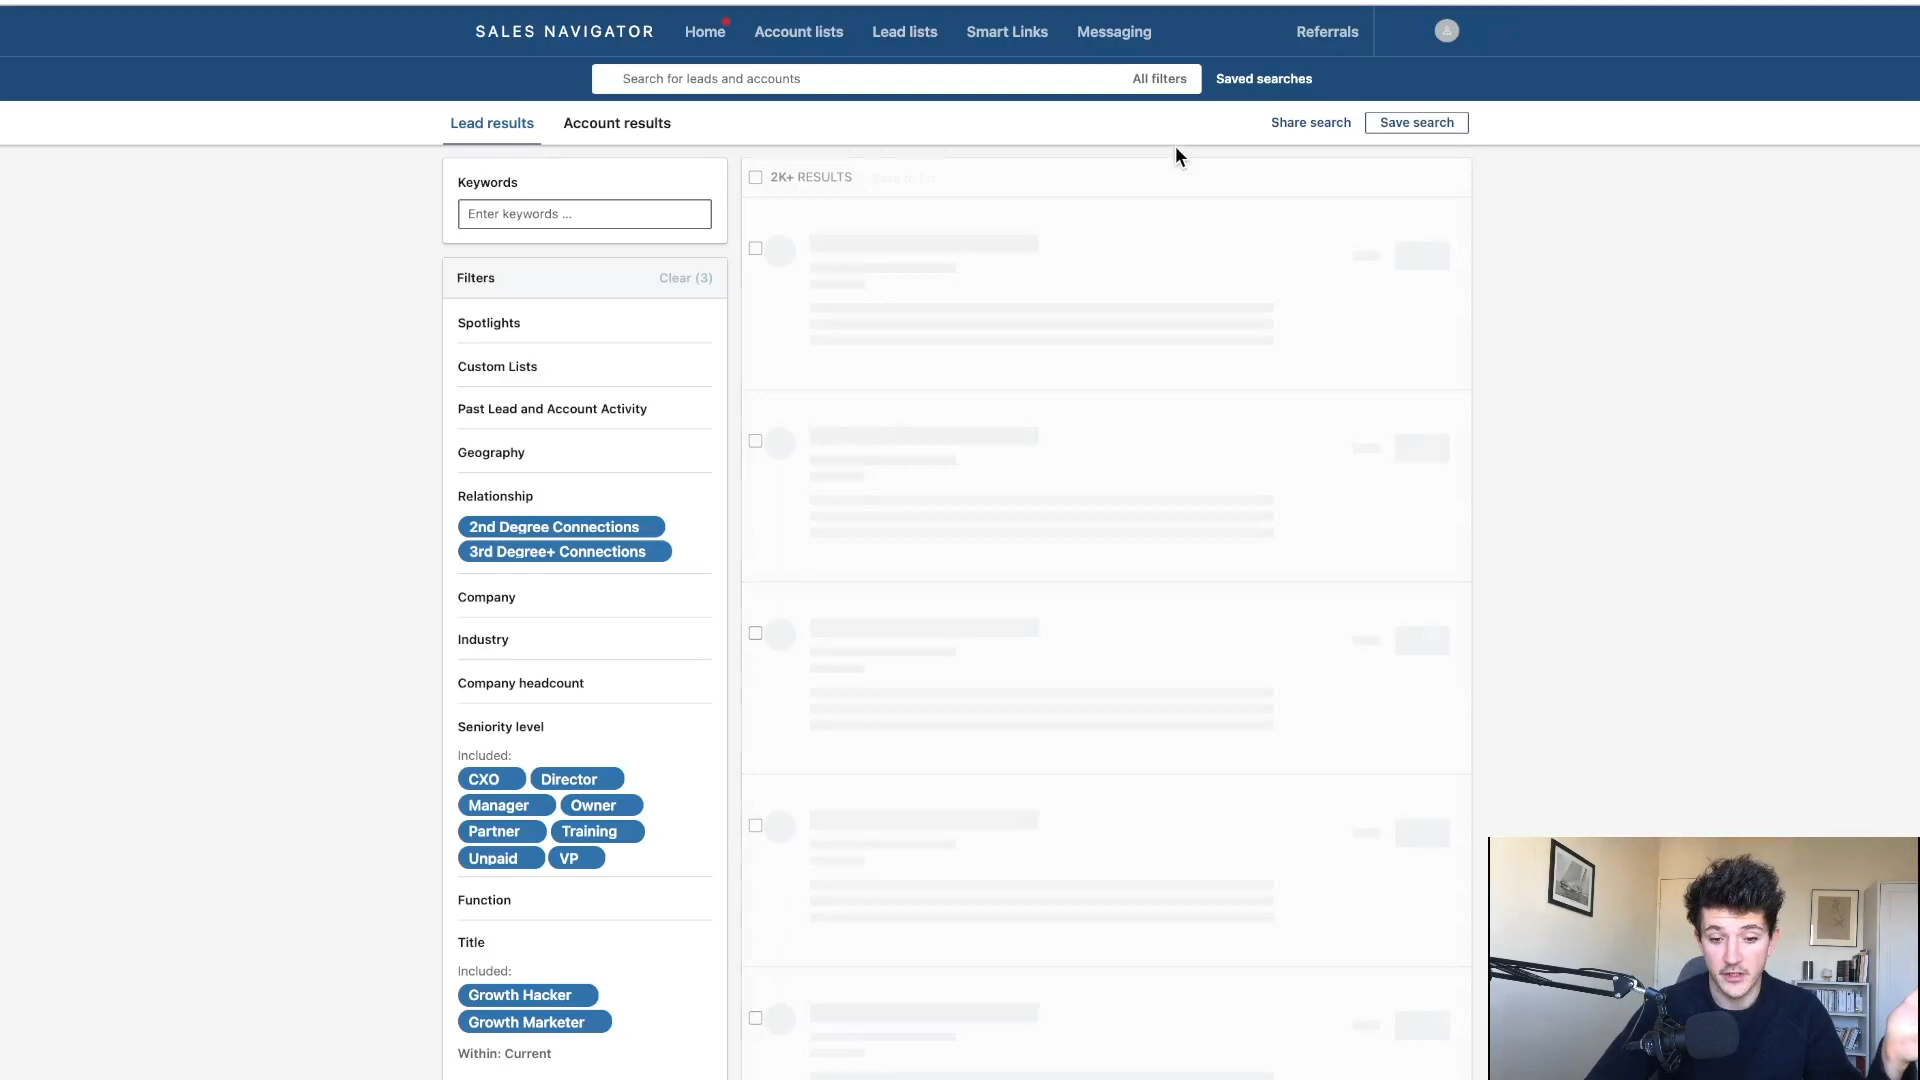 SALES NAVIGATOR Home Account lists Lead lists Smart Links Messaging Referrals
Search for leads and accounts All filters Saved searches
Lead results Account results Share search Save search
Keywords
Enter keywords ...
2K+ RESULTS Save to list
Filters Clear (3)
Spotlights
Custom Lists
Past Lead and Account Activity
Geography
Relationship
2nd Degree Connections
3rd Degree+ Connections
Company
Industry
Company headcount
Seniority level
Included:
CXO Director
Manager Owner
Partner Training
Unpaid VP
Function
Title
Included:
Growth Hacker
Growth Marketer
Within: Current